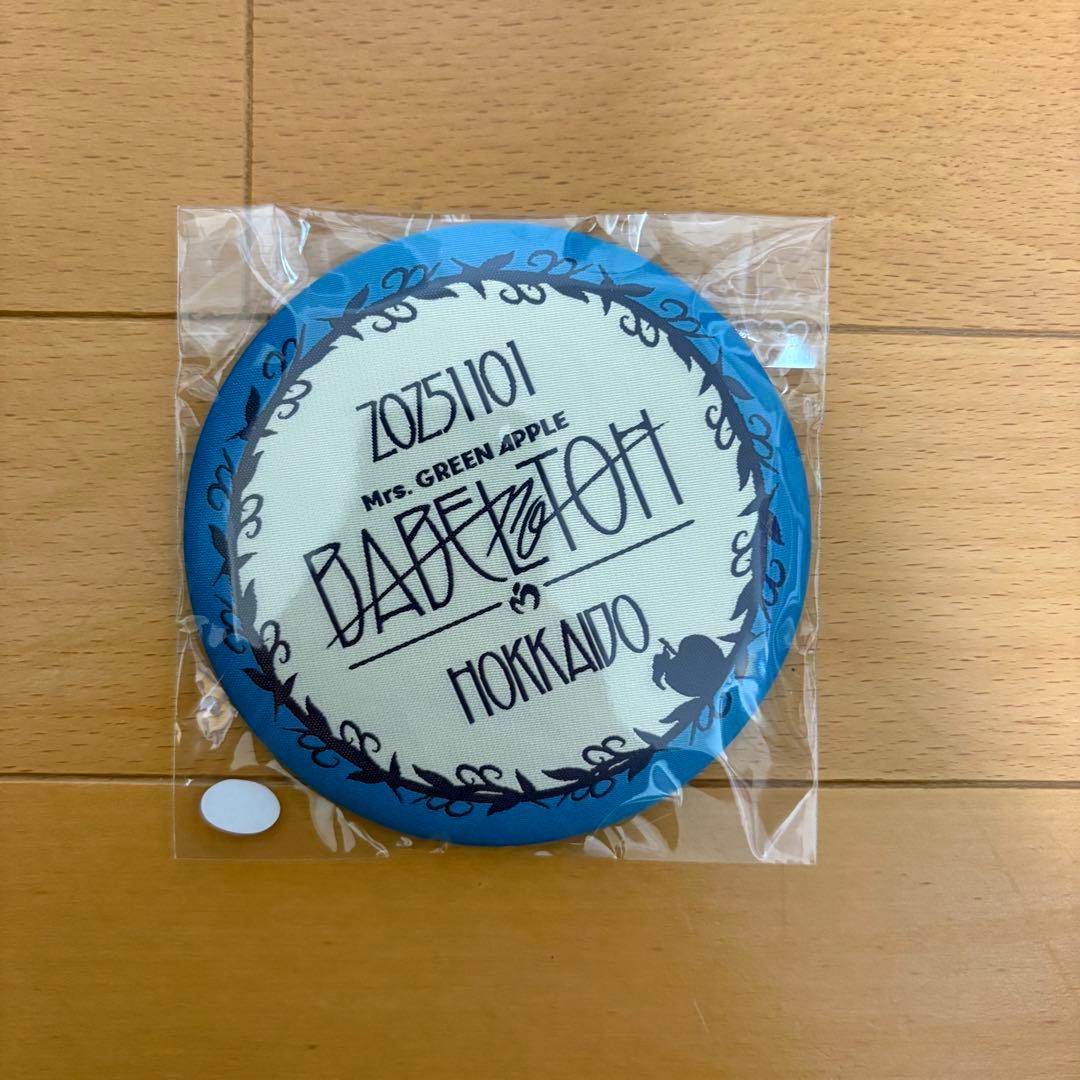 20251101
Mrs. GREEN APPLE
BABEL no TOH
HOKKAIDO